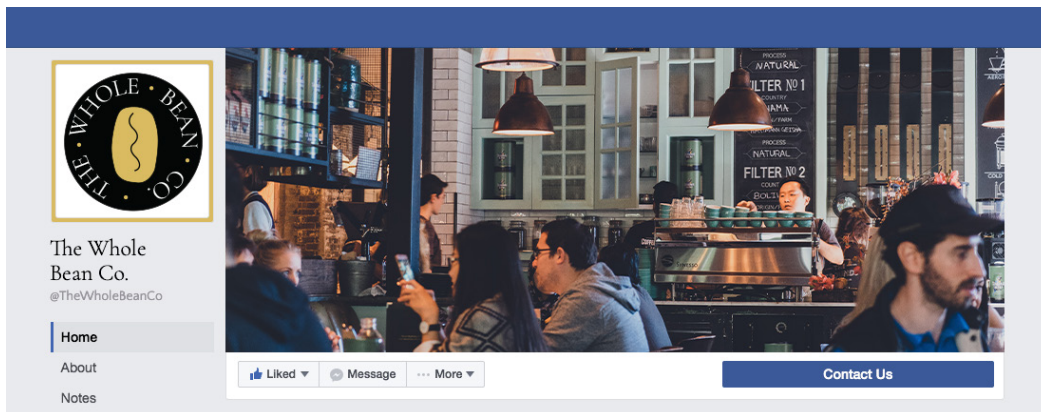 THE · WHOLE · BEAN · CO. ·
The Whole
Bean Co.
@TheWholeBeanCo
Home
About
Notes
PROCESS
NATURAL
FILTER Nº 1
COUNTRY
PROCESS
NATURAL
FILTER Nº 2
Liked
Message
More
Contact Us